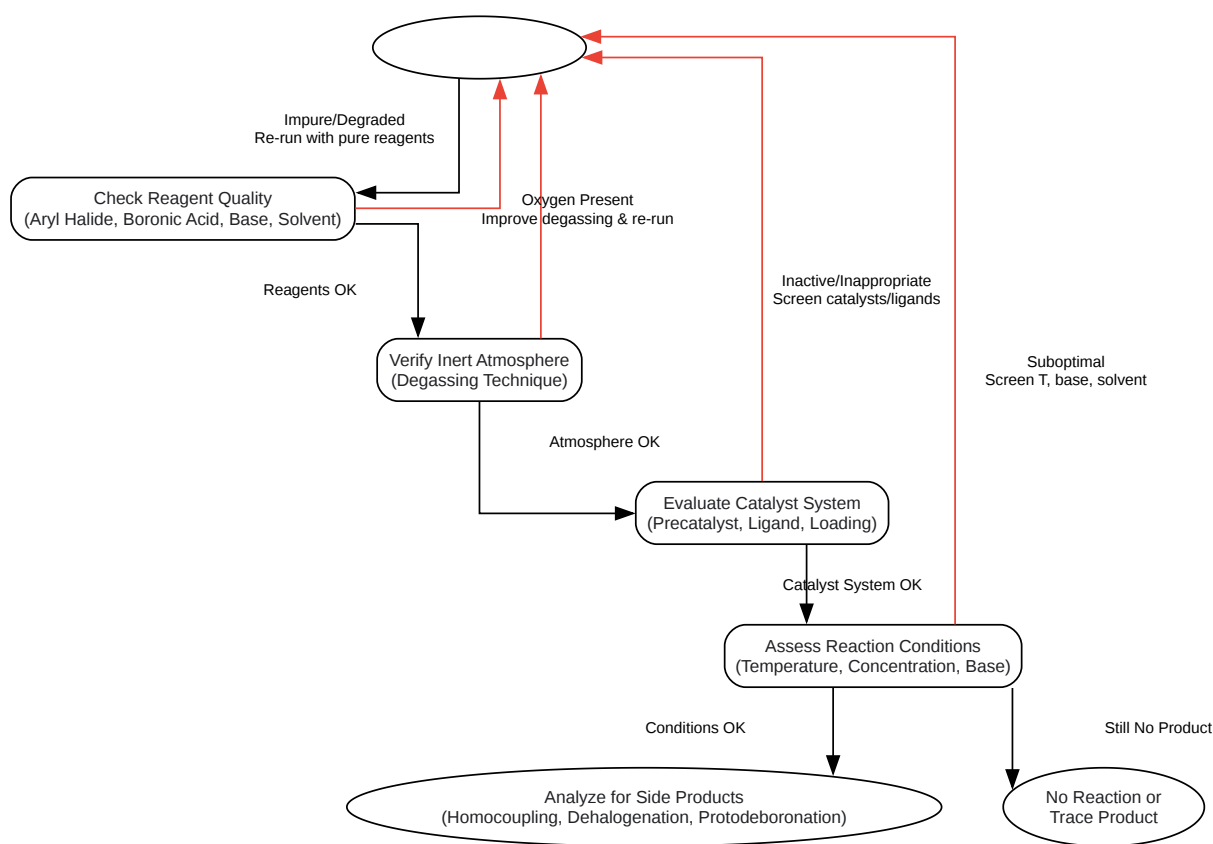 Impure/Degraded
Re-run with pure reagents
Check Reagent Quality
(Aryl Halide, Boronic Acid, Base, Solvent)
Oxygen Present
Improve degassing & re-run
Reagents OK
Inactive/Inappropriate
Screen catalysts/ligands
Verify Inert Atmosphere
(Degassing Technique)
Suboptimal
Screen T, base, solvent
Atmosphere OK
Evaluate Catalyst System
(Precatalyst, Ligand, Loading)
Catalyst System OK
Assess Reaction Conditions
(Temperature, Concentration, Base)
Conditions OK
Still No Product
Analyze for Side Products
(Homocoupling, Dehalogenation, Protodeboronation)
No Reaction or
Trace Product